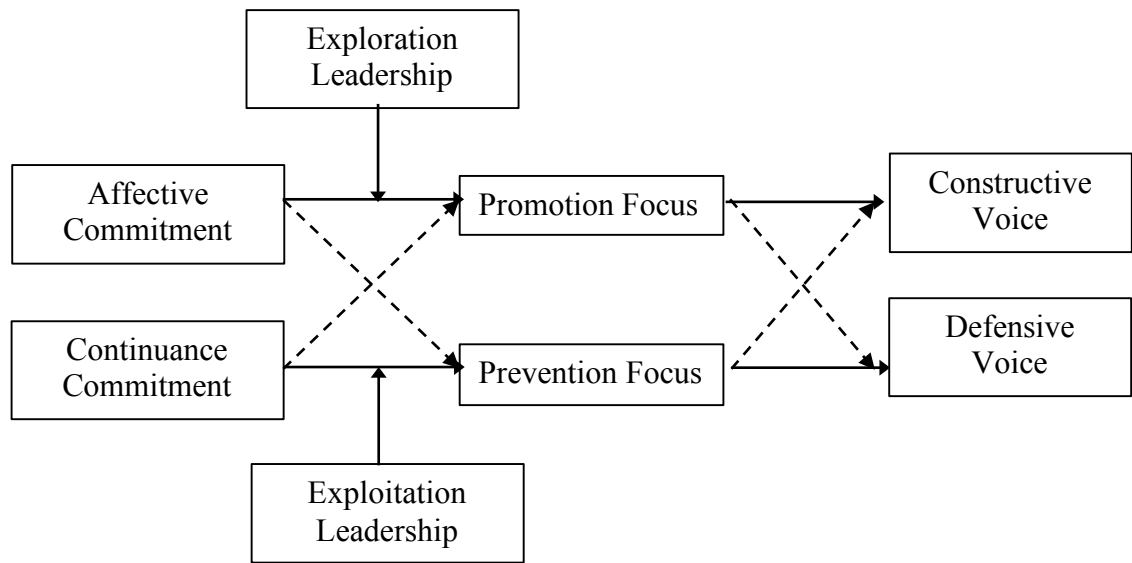 Exploration
Leadership
Affective
Commitment
Promotion Focus
Constructive
Voice
Continuance
Commitment
Prevention Focus
Defensive
Voice
Exploitation
Leadership